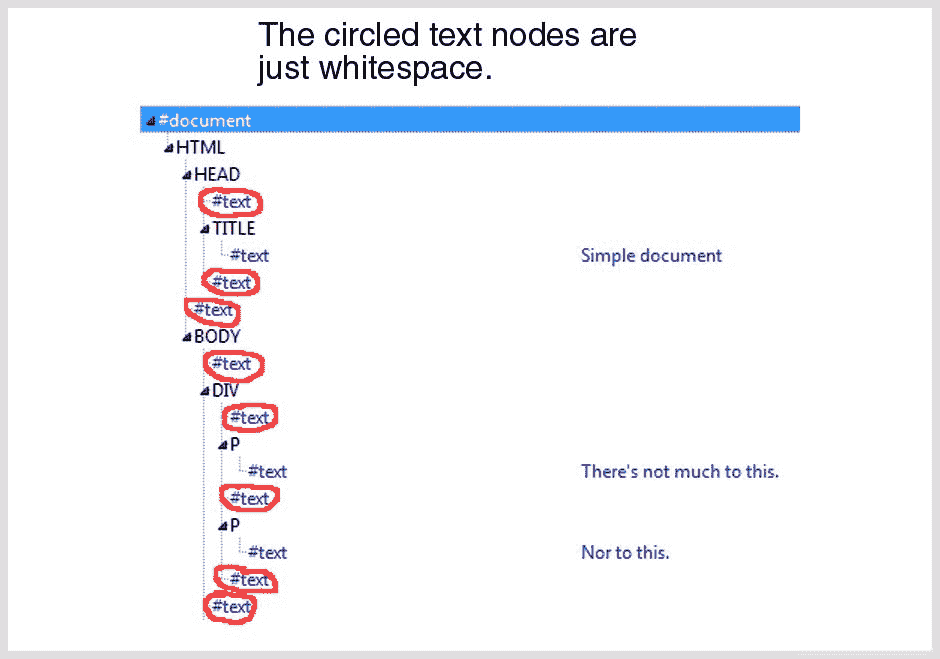 The circled text nodes are
just whitespace.
#document
HTML
HEAD
#text
TITLE
#text Simple document
#text
#text
BODY
#text
DIV
#text
P
#text There's not much to this.
#text
P
#text Nor to this.
#text
#text